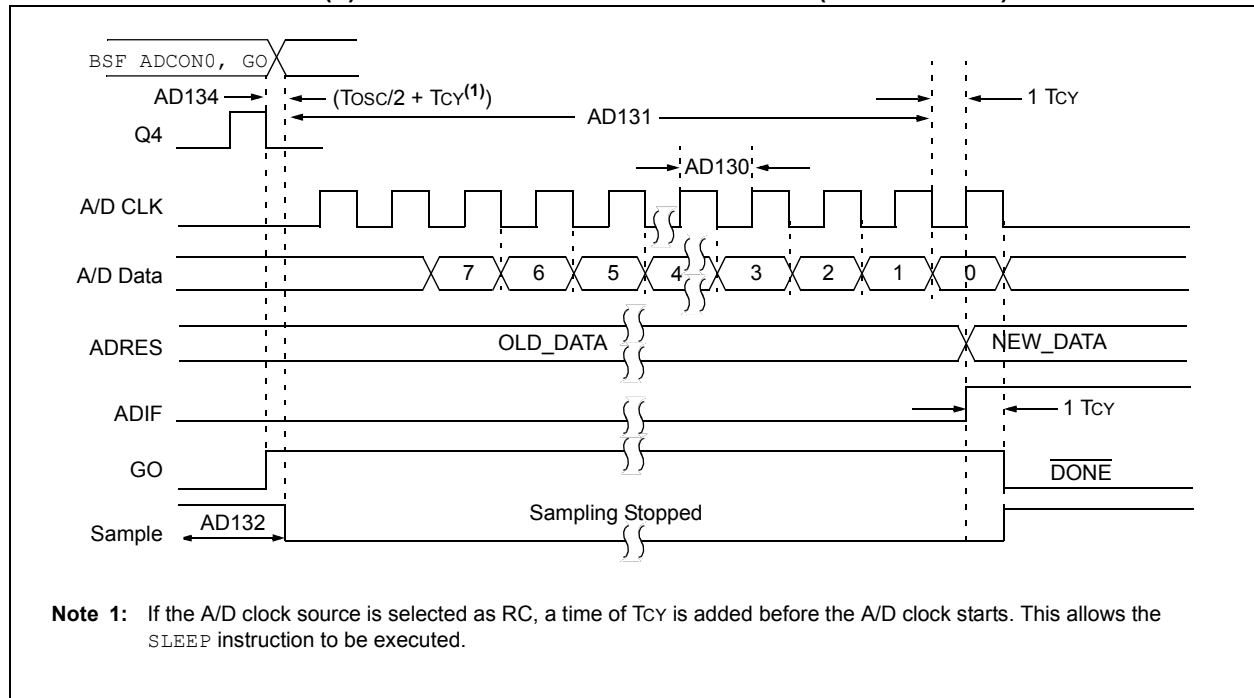 BSF ADCON0, GO
AD134
(TOSC/2 + TCY(1))
1 TCY
AD131
Q4
AD130
A/D CLK
A/D Data
7 6 5 4 3 2 1 0
ADRES
OLD_DATA
NEW_DATA
ADIF
1 TCY
GO
DONE
Sample
AD132
Sampling Stopped
Note 1: If the A/D clock source is selected as RC, a time of TCY is added before the A/D clock starts. This allows the
SLEEP instruction to be executed.